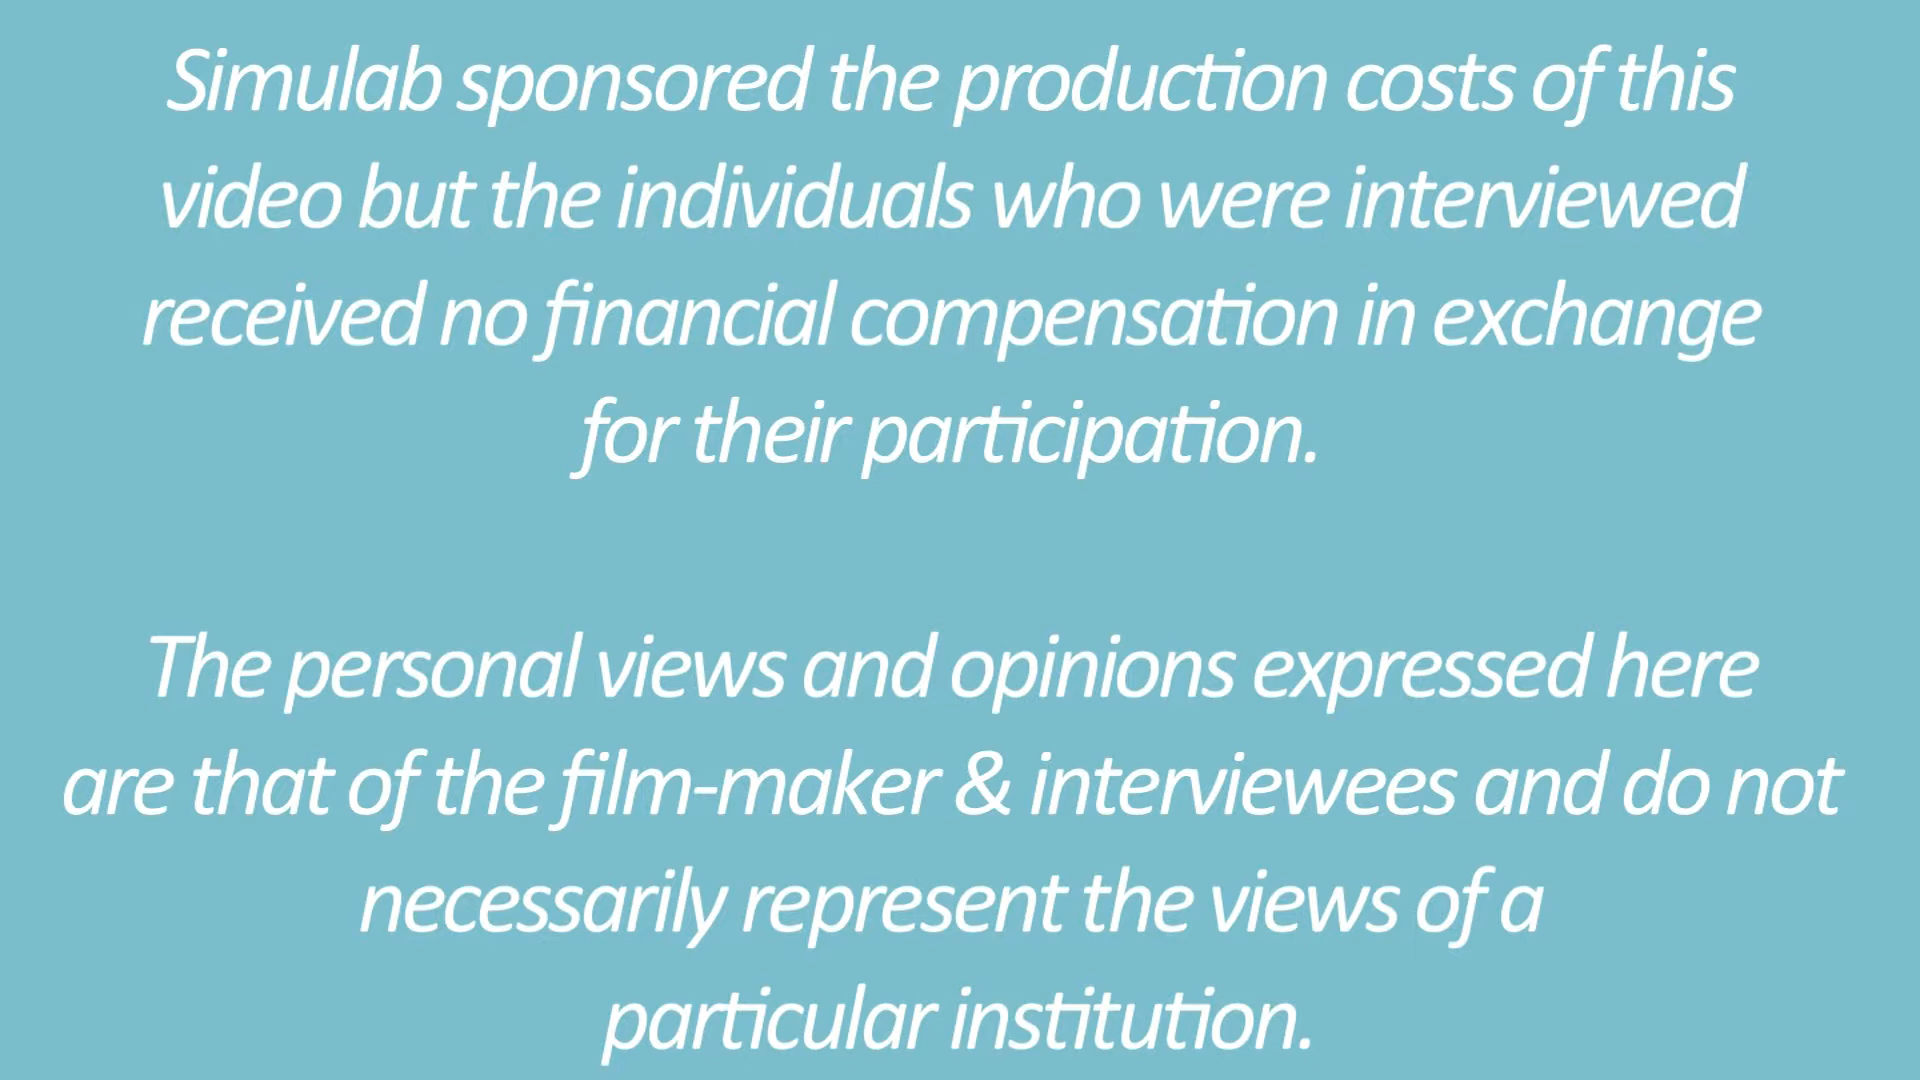 Simulab sponsored the production costs of this
video but the individuals who were interviewed
received no financial compensation in exchange
for their participation.
The personal views and opinions expressed here
are that of the film-maker & interviewees and do not
necessarily represent the views of a
particular institution.